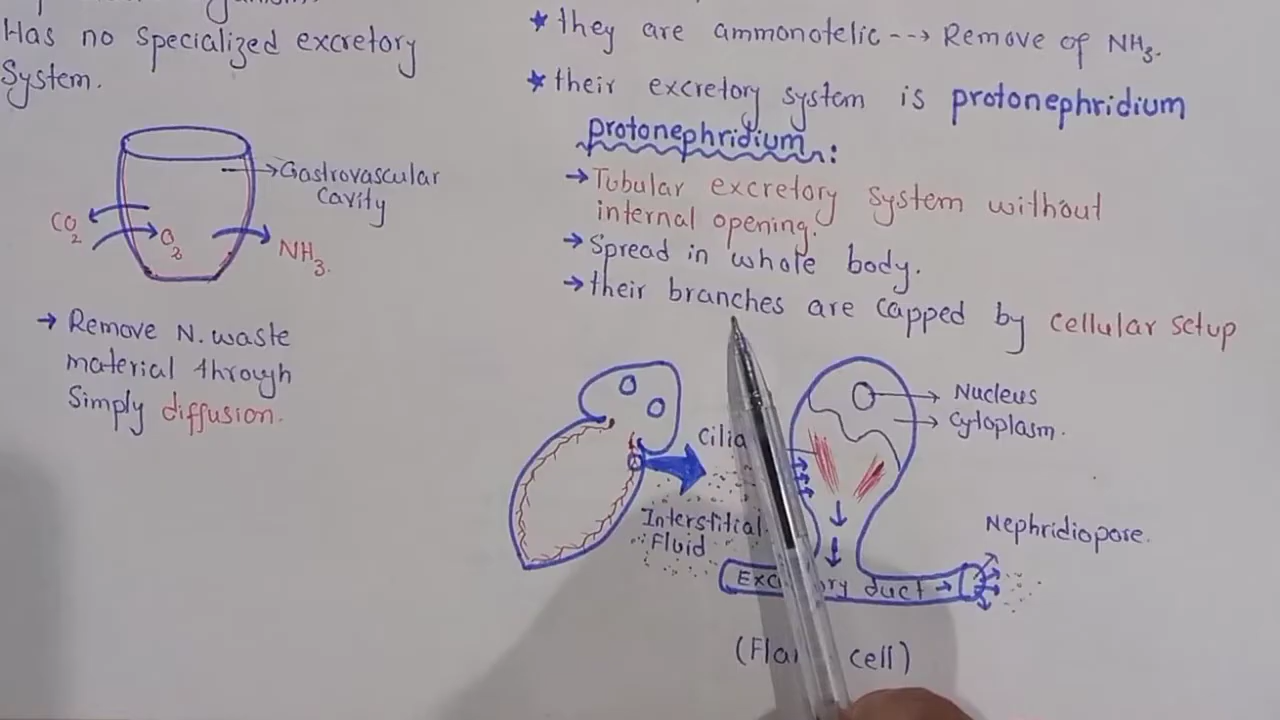 Has no specialized excretory
System.
Gastrovascular
Cavity
CO2
O2
NH3.
→ Remove N. waste
material through
Simply diffusion.
★ they are ammonotelic --→ Remove of NH3.
★ their excretory system is protonephridium
protonephridium:
→ Tubular excretory system without
internal opening.
→ Spread in whole body.
→ their branches are capped by cellular setup
Nucleus
Cytoplasm.
Cilia
Interstitial
Fluid
Nephridiopore.
duct →
cell)